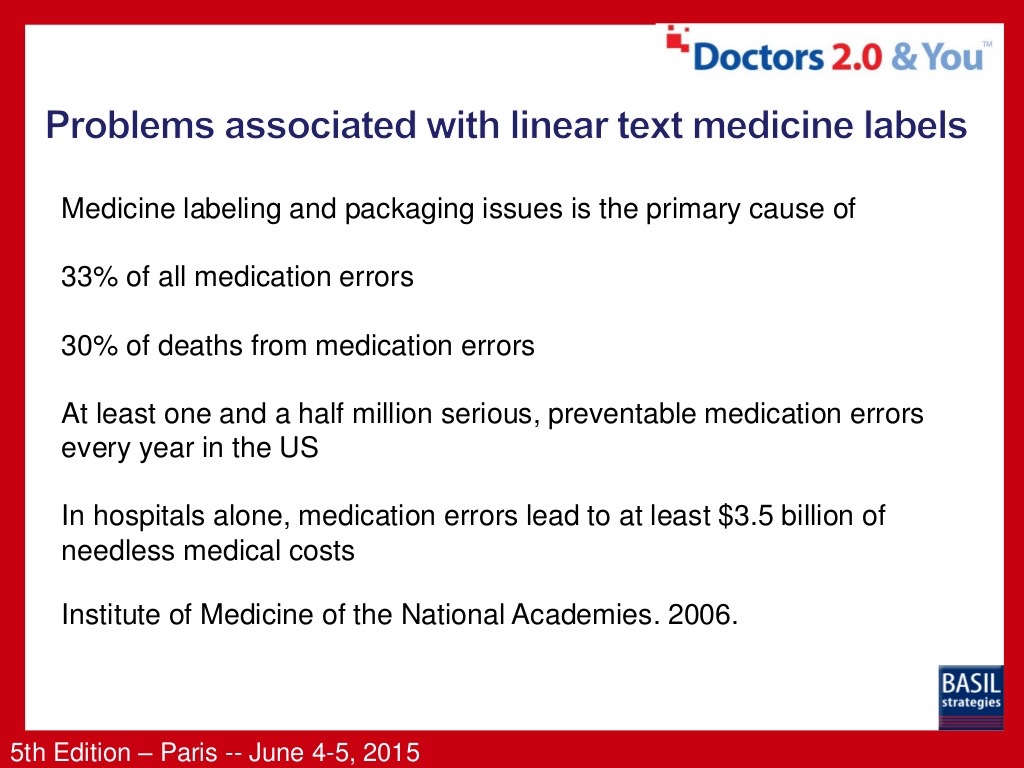 Doctors 2.0 & You™
Problems associated with linear text medicine labels
Medicine labeling and packaging issues is the primary cause of
33% of all medication errors
30% of deaths from medication errors
At least one and a half million serious, preventable medication errors
every year in the US
In hospitals alone, medication errors lead to at least $3.5 billion of
needless medical costs
Institute of Medicine of the National Academies. 2006.
BASIL
strategies
5th Edition – Paris -- June 4-5, 2015